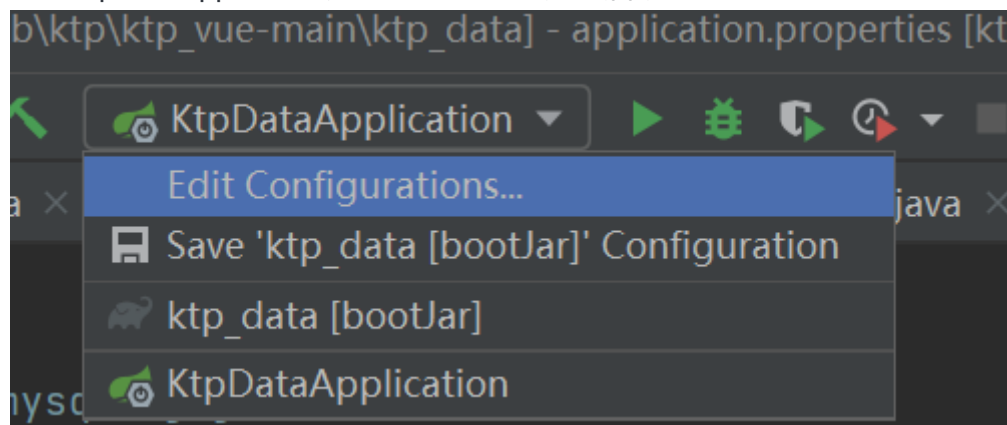 b\ktp\ktp_vue-main\ktp_data] - application.properties [kt
KtpDataApplication
Edit Configurations...
a
java
Save 'ktp_data [bootJar]' Configuration
ktp_data [bootJar]
KtpDataApplication